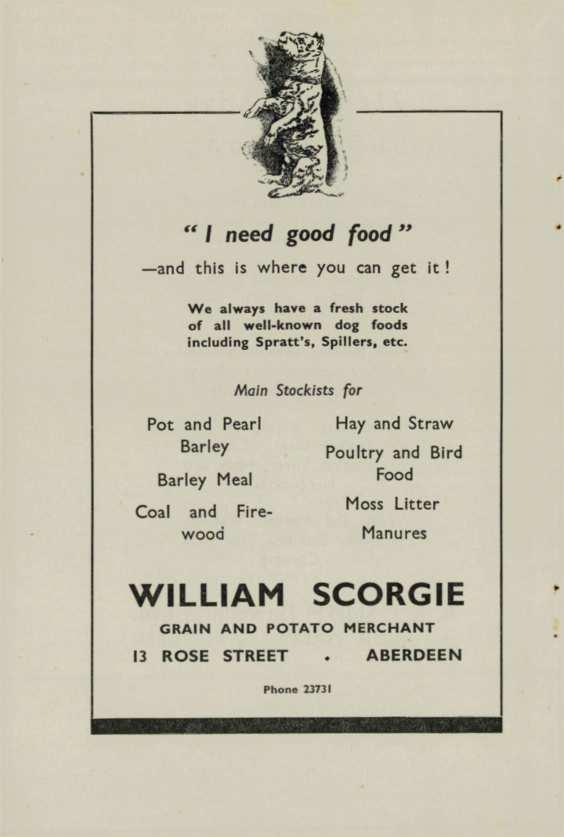 “ I need good food ”
—and this is where you can get it !
We always have a fresh stock
of all well-known dog foods
including Spratt's, Spillers, etc.
Main Stockists for
Pot and Pearl
Barley
Barley Meal
Coal and Fire-
wood
Hay and Straw
Poultry and Bird
Food
Moss Litter
Manures
WILLIAM SCORGIE
GRAIN AND POTATO MERCHANT
13 ROSE STREET . ABERDEEN
Phone 23731